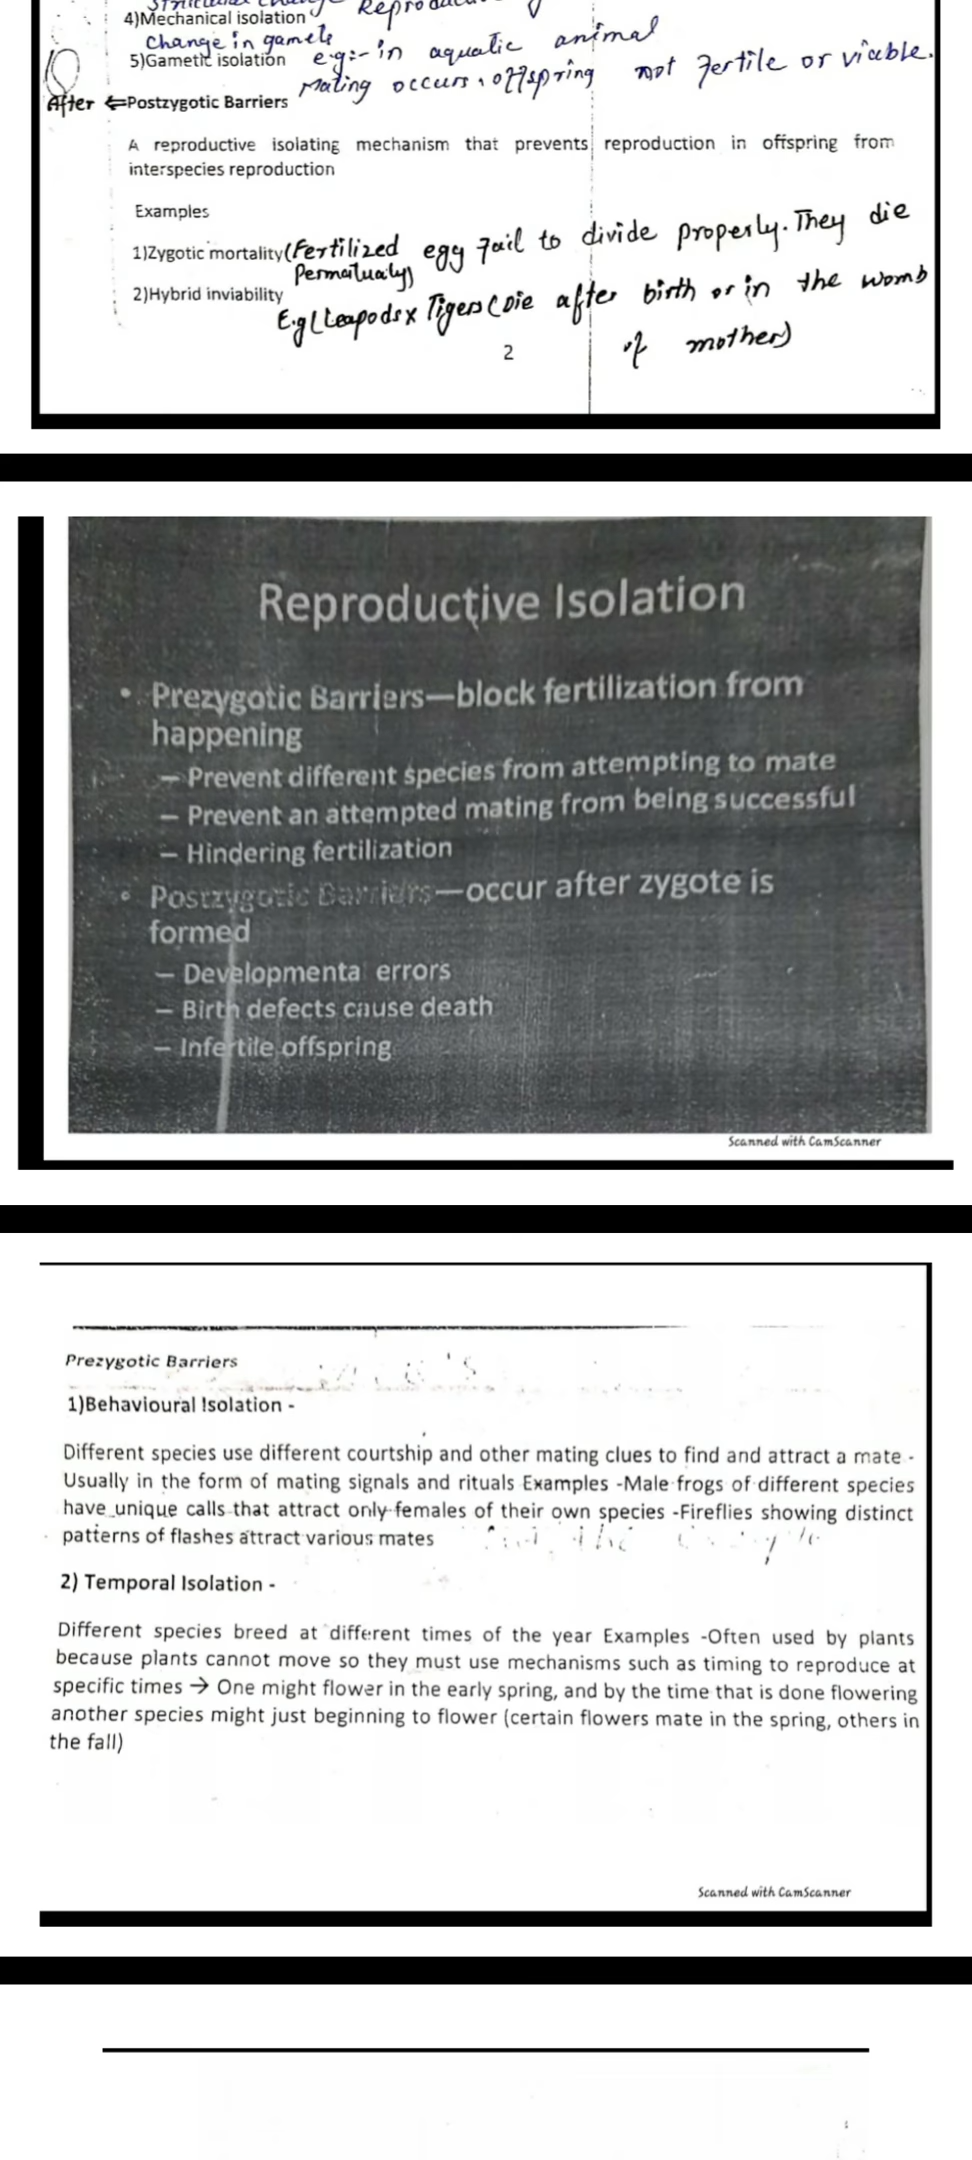 4)Mechanical isolation
Change in gamete
5)Gametic isolation e.g:- in aquatic animal
Mating occurs, offspring not fertile or viable.
After ⇐Postzygotic Barriers
A reproductive isolating mechanism that prevents reproduction in offspring from
interspecies reproduction
Examples
1)Zygotic mortality(Fertilized egg fail to divide properly. They die
2)Hybrid inviability
E.g(Leapods x Tigers (Die after birth or in the womb
of mother)
2
Reproductive Isolation
• Prezygotic Barriers—block fertilization from
happening
– Prevent different species from attempting to mate
– Prevent an attempted mating from being successful
– Hindering fertilization
• Postzygotic Barriers—occur after zygote is
formed
– Developmental errors
– Birth defects cause death
– Infertile offspring
Scanned with CamScanner
Prezygotic Barriers
1)Behavioural Isolation -
Different species use different courtship and other mating clues to find and attract a mate -
Usually in the form of mating signals and rituals Examples -Male frogs of different species
have unique calls that attract only females of their own species -Fireflies showing distinct
patterns of flashes attract various mates
2) Temporal Isolation -
Different species breed at different times of the year Examples -Often used by plants
because plants cannot move so they must use mechanisms such as timing to reproduce at
specific times → One might flower in the early spring, and by the time that is done flowering
another species might just beginning to flower (certain flowers mate in the spring, others in
the fall)
Scanned with CamScanner